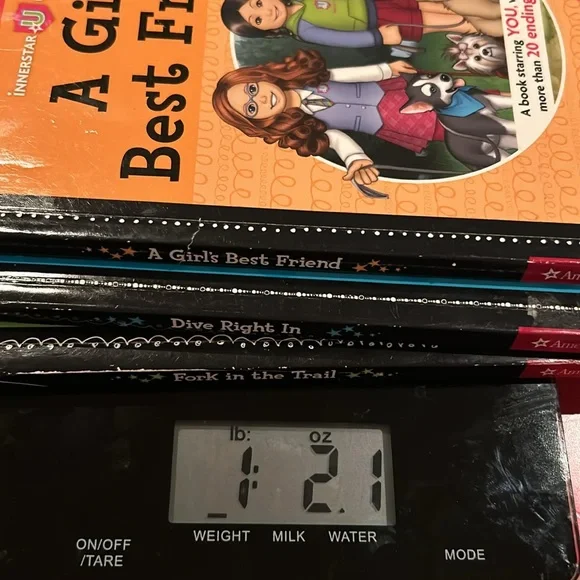 INNERSTAR U
A Gi
Best Fr
A book starring YOU,
more than 20 ending
A Girl's Best Friend
Dive Right In
Fork in the Trail
lb: oz
1: 2.1
WEIGHT MILK WATER
ON/OFF
/TARE
MODE